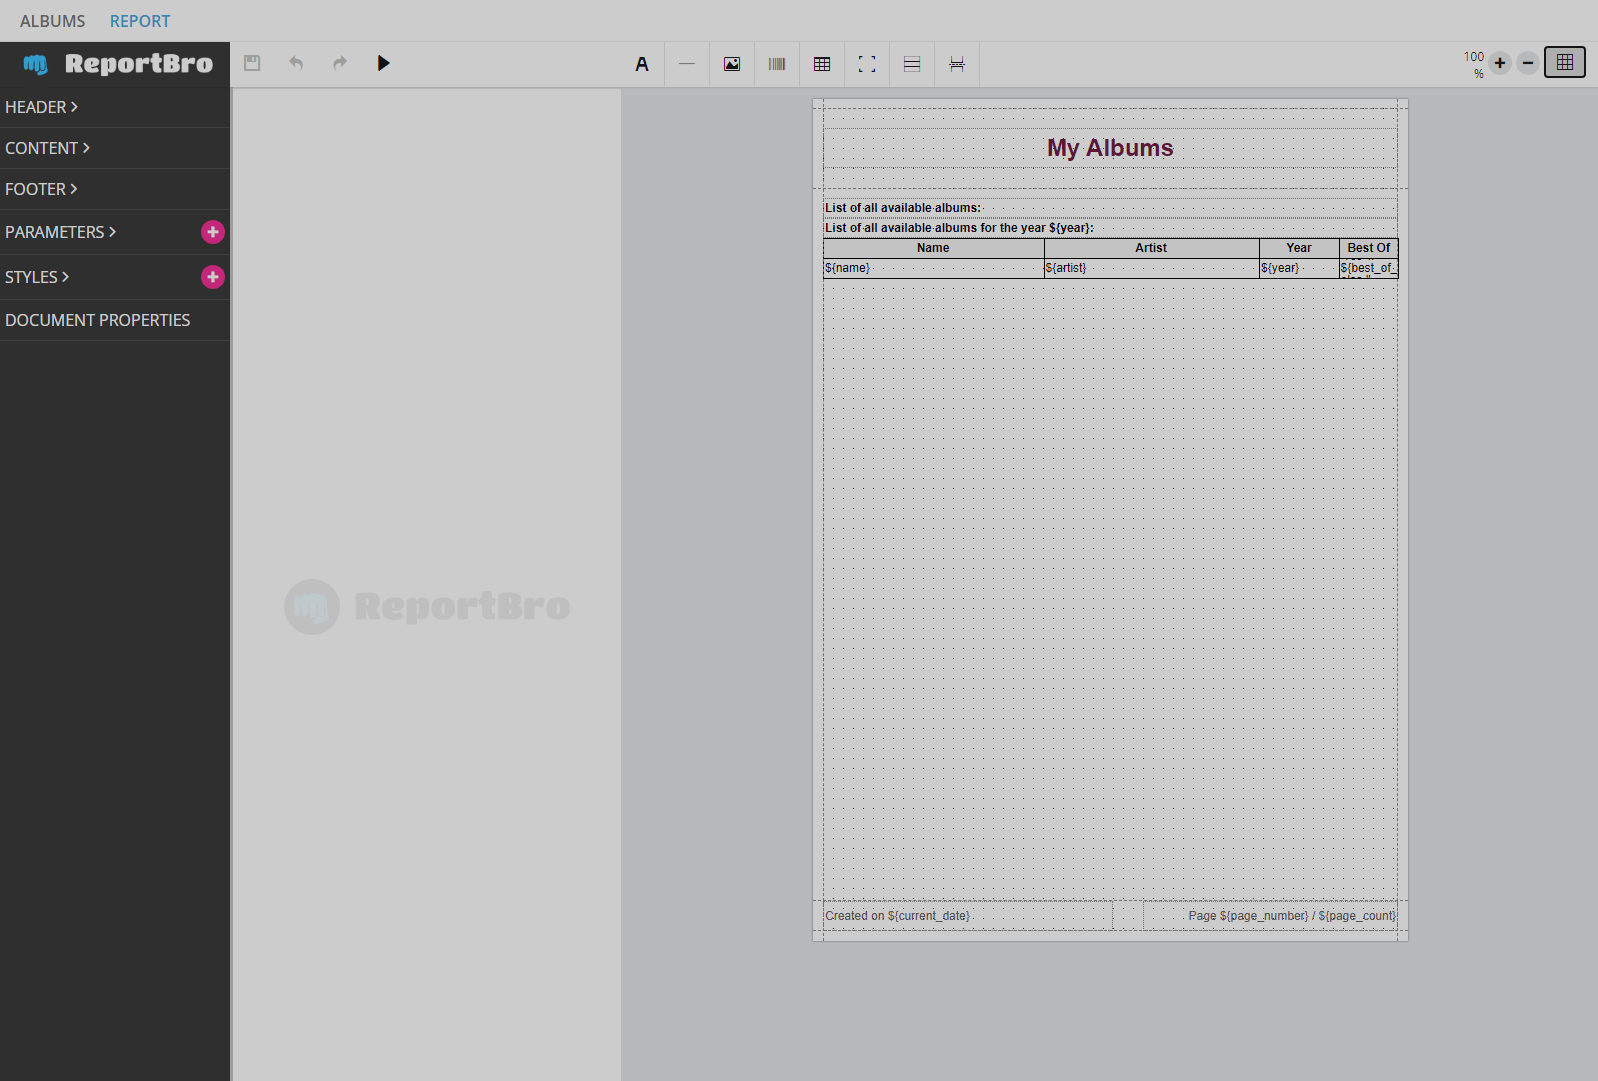 ALBUMS REPORT
ReportBro
100
%
HEADER
CONTENT
FOOTER
PARAMETERS
STYLES
DOCUMENT PROPERTIES
ReportBro
My Albums
List of all available albums:
List of all available albums for the year ${year}:
Name Artist Year Best Of
${name} ${artist} ${year} ${best_of_
Created on ${current_date} Page ${page_number} / ${page_count}